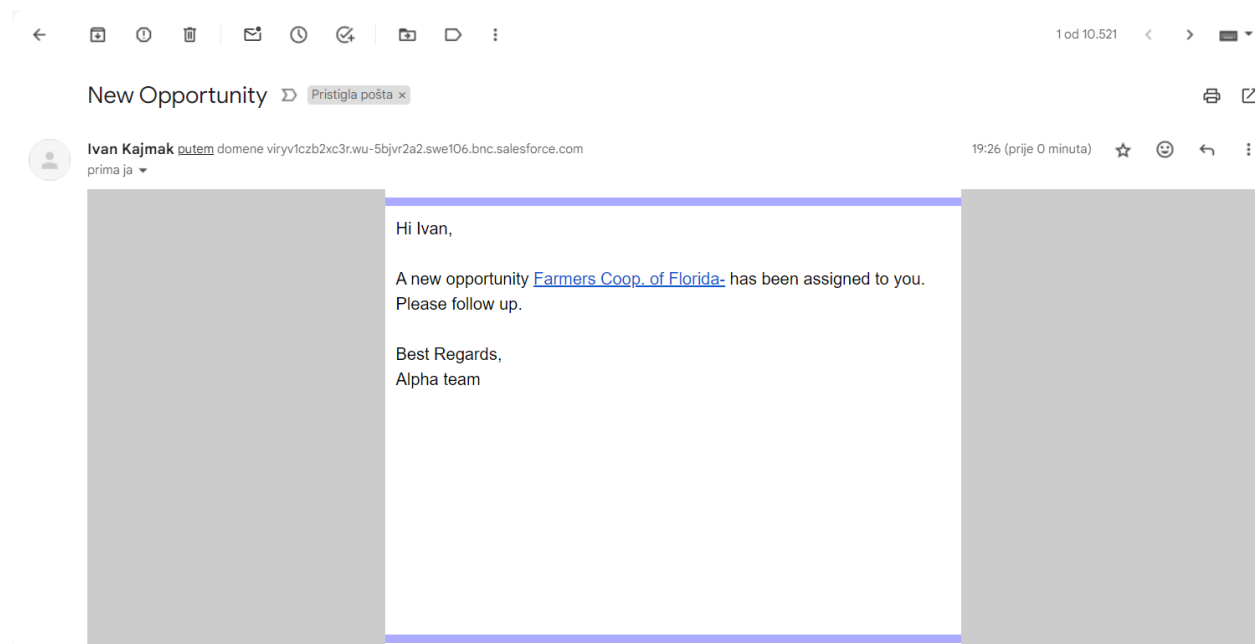 1 od 10.521
New Opportunity
Pristigla pošta ×
Ivan Kajmak putem domene viryv1czb2xc3r.wu-5bjvr2a2.swe106.bnc.salesforce.com
19:26 (prije 0 minuta)
prima ja
Hi Ivan,
A new opportunity Farmers Coop. of Florida- has been assigned to you.
Please follow up.
Best Regards,
Alpha team